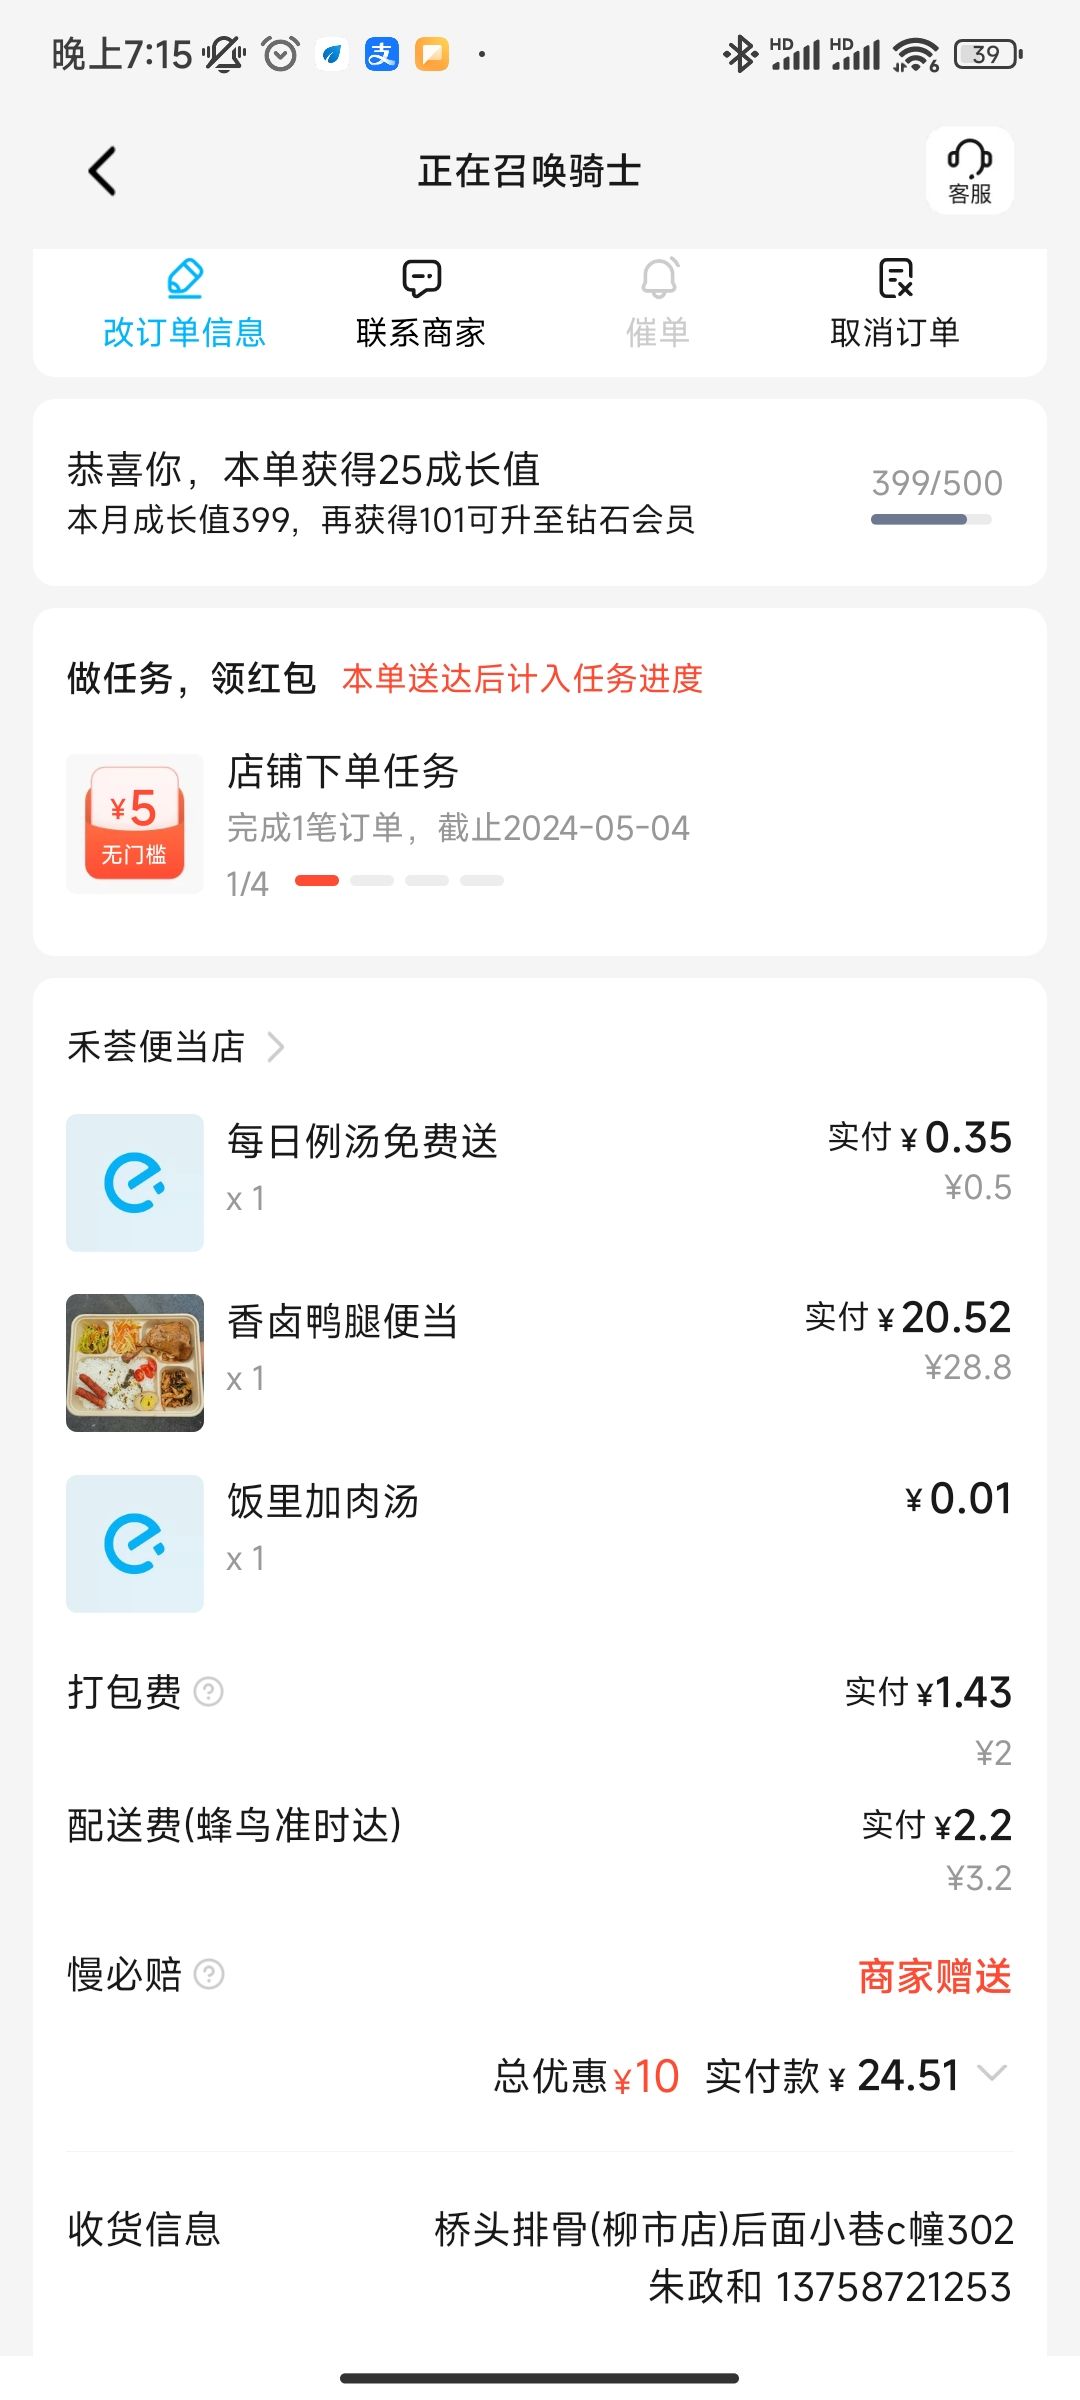 晚上7:15
HD
HD
6
39
正在召唤骑士
客服
改订单信息
联系商家
催单
取消订单
恭喜你，本单获得25成长值
399/500
本月成长值399，再获得101可升至钻石会员
做任务，领红包 本单送达后计入任务进度
¥5
无门槛
店铺下单任务
完成1笔订单，截止2024-05-04
1/4
禾荟便当店
每日例汤免费送
实付 ¥0.35
x 1
¥0.5
香卤鸭腿便当
实付 ¥20.52
x 1
¥28.8
饭里加肉汤
¥0.01
x 1
打包费
实付 ¥1.43
¥2
配送费(蜂鸟准时达)
实付 ¥2.2
¥3.2
慢必赔
商家赠送
总优惠¥10 实付款¥24.51
收货信息
桥头排骨(柳市店)后面小巷c幢302
朱政和 13758721253